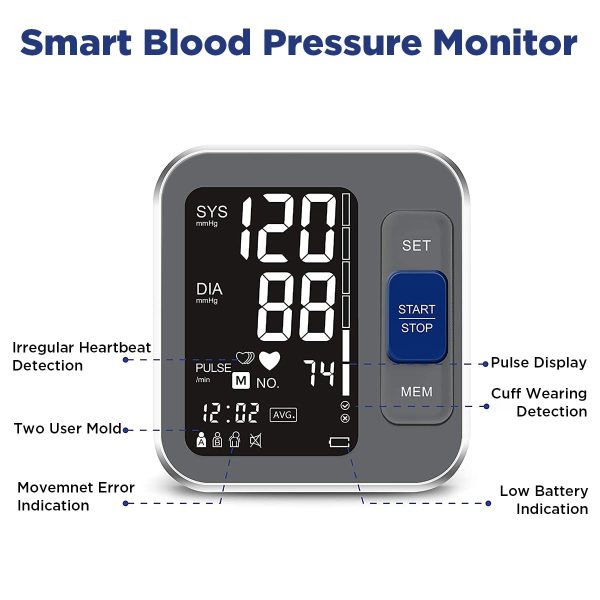 Smart Blood Pressure Monitor
SYS
mmHg
120
DIA
mmHg
88
PULSE
/min
M NO.
74
12:02 AVG.
A B
SET
START
STOP
MEM
Irregular Heartbeat
Detection
Two User Mold
Movemnet Error
Indication
Pulse Display
Cuff Wearing
Detection
Low Battery
Indication